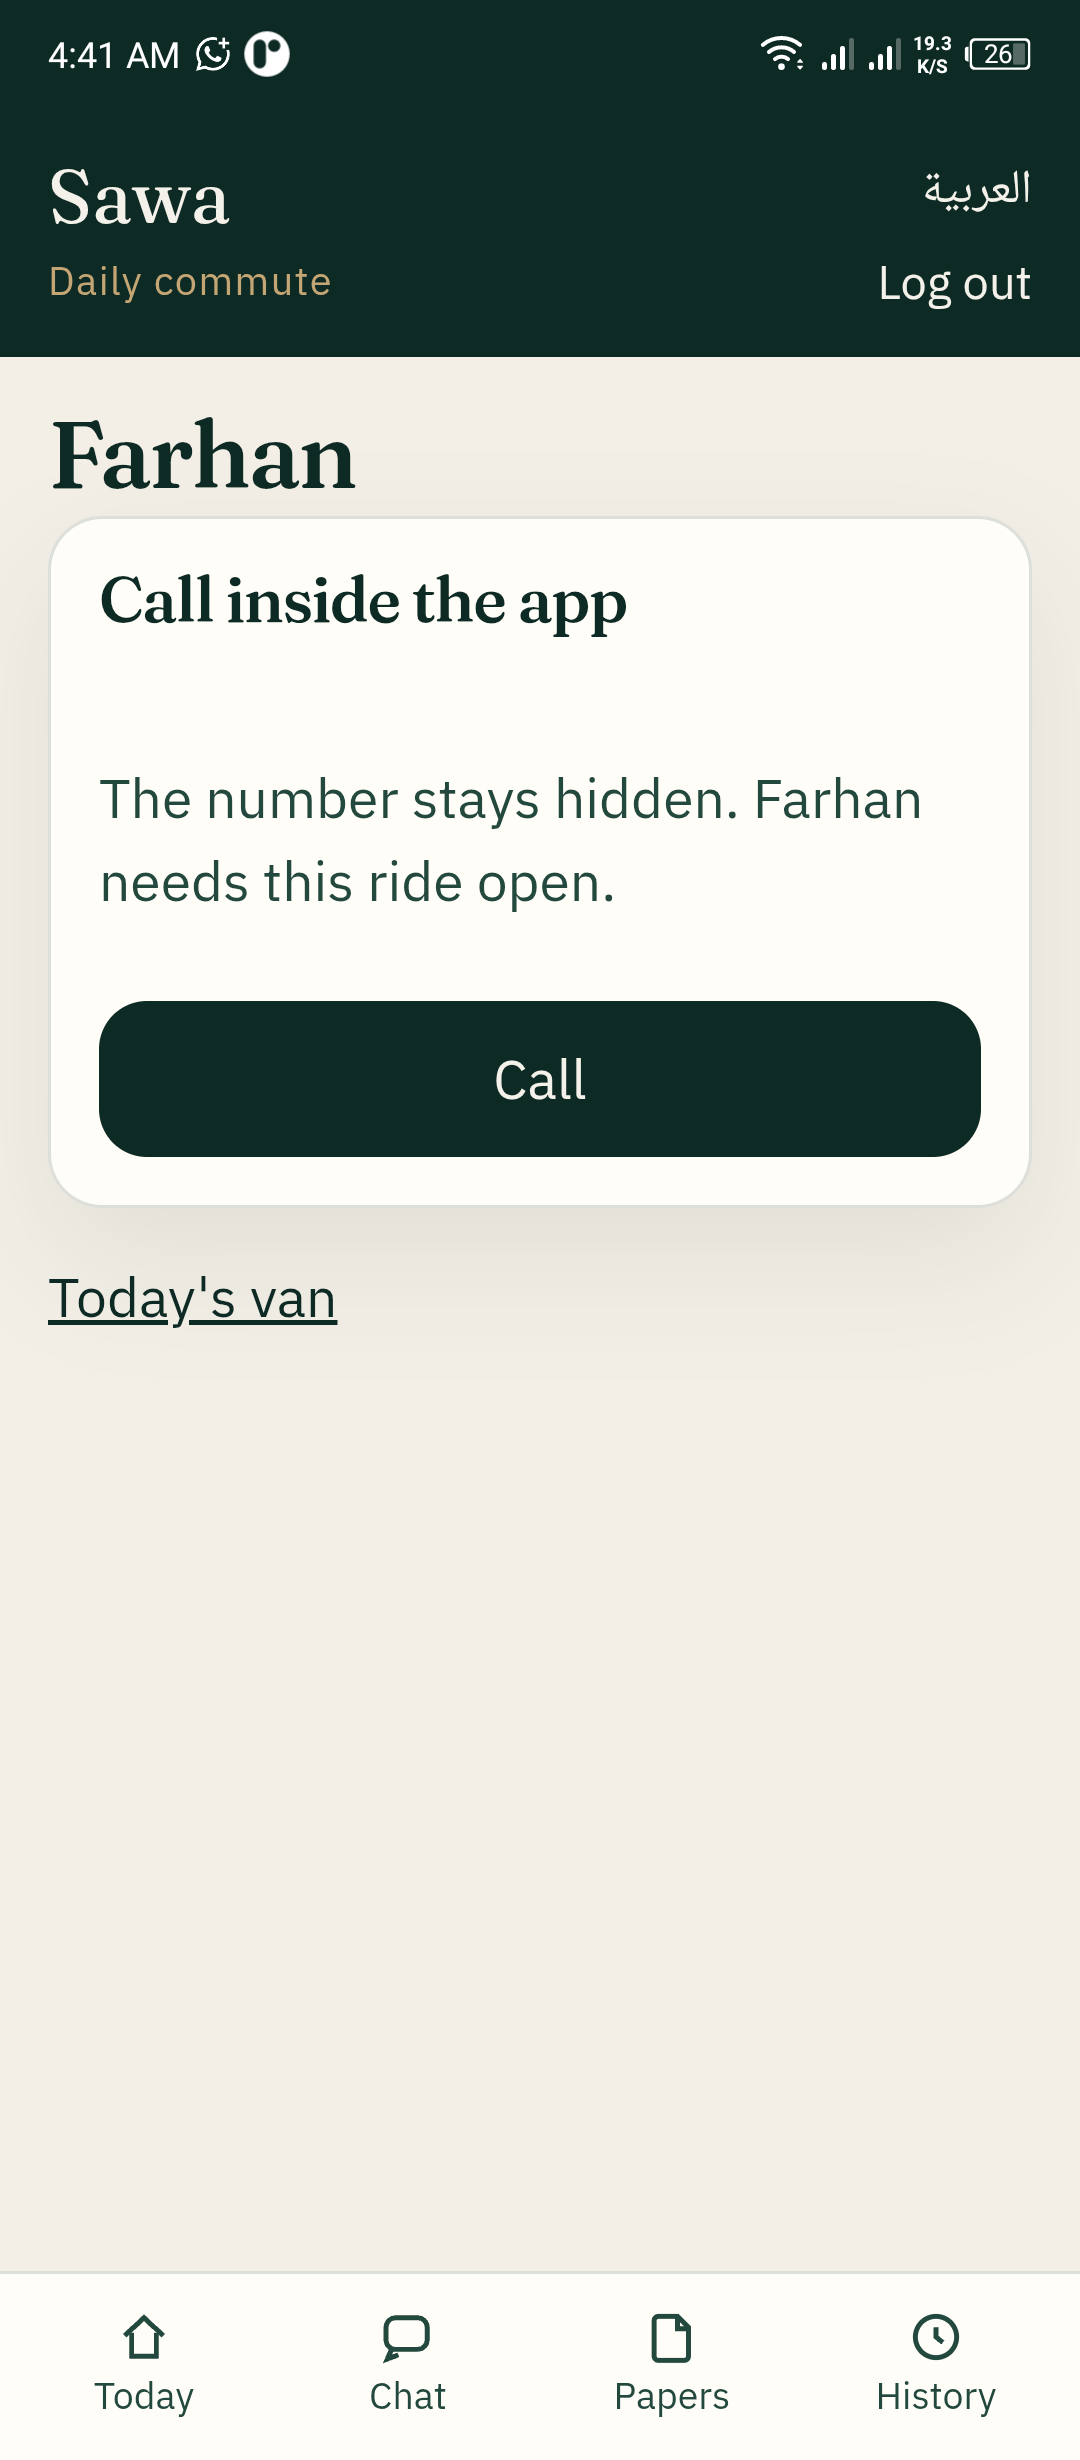 4:41 AM
19.3 K/S
26
Sawa
العربية
Daily commute
Log out
Farhan
Call inside the app
The number stays hidden. Farhan
needs this ride open.
Call
Today's van
Today
Chat
Papers
History